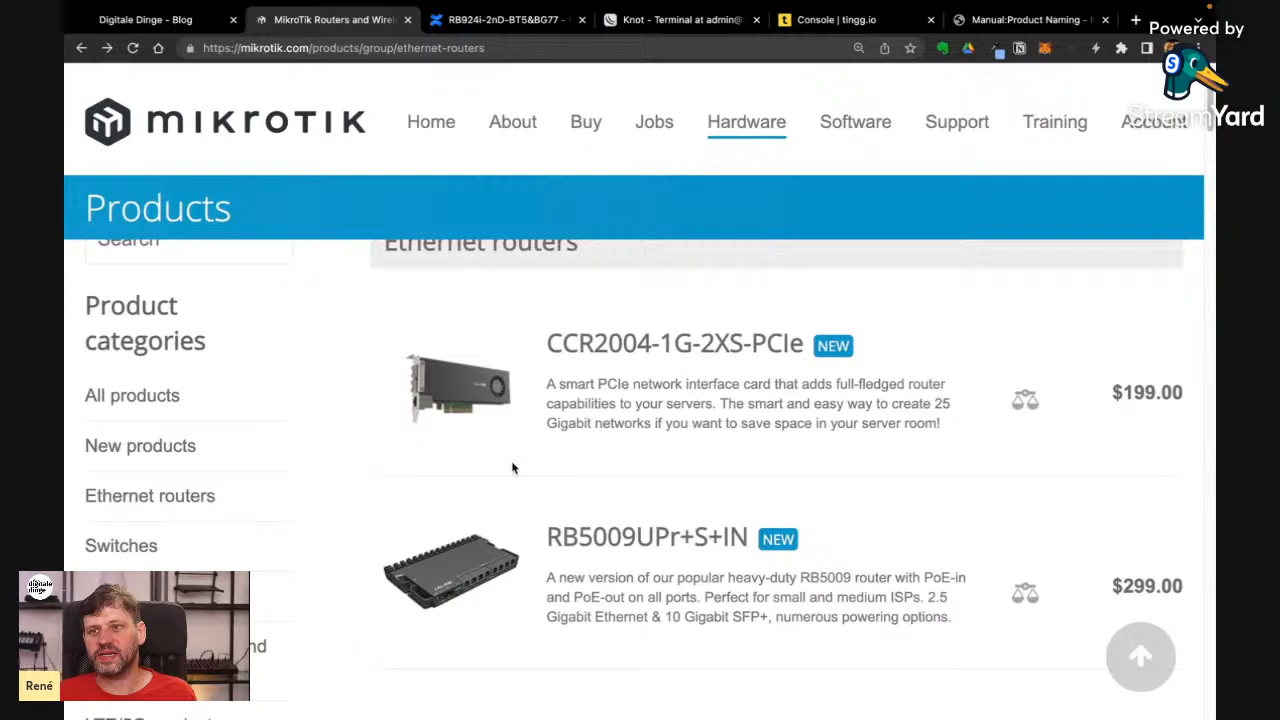 Digitale Dinge - Blog
MikroTik Routers and Wirel
RB924i-2nD-BT5&BG77 -
Knot - Terminal at admin@
Console | tingg.io
Manual:Product Naming - M
https://mikrotik.com/products/group/ethernet-routers
Powered by
StreamYard
mikrotik
Home
About
Buy
Jobs
Hardware
Software
Support
Training
Account
Products
Search
Ethernet routers
Product
categories
All products
New products
Ethernet routers
Switches
nd
CCR2004-1G-2XS-PCIe NEW
A smart PCIe network interface card that adds full-fledged router
capabilities to your servers. The smart and easy way to create 25
Gigabit networks if you want to save space in your server room!
$199.00
RB5009UPr+S+IN NEW
A new version of our popular heavy-duty RB5009 router with PoE-in
and PoE-out on all ports. Perfect for small and medium ISPs. 2.5
Gigabit Ethernet & 10 Gigabit SFP+, numerous powering options.
$299.00
digitale
dinge
René